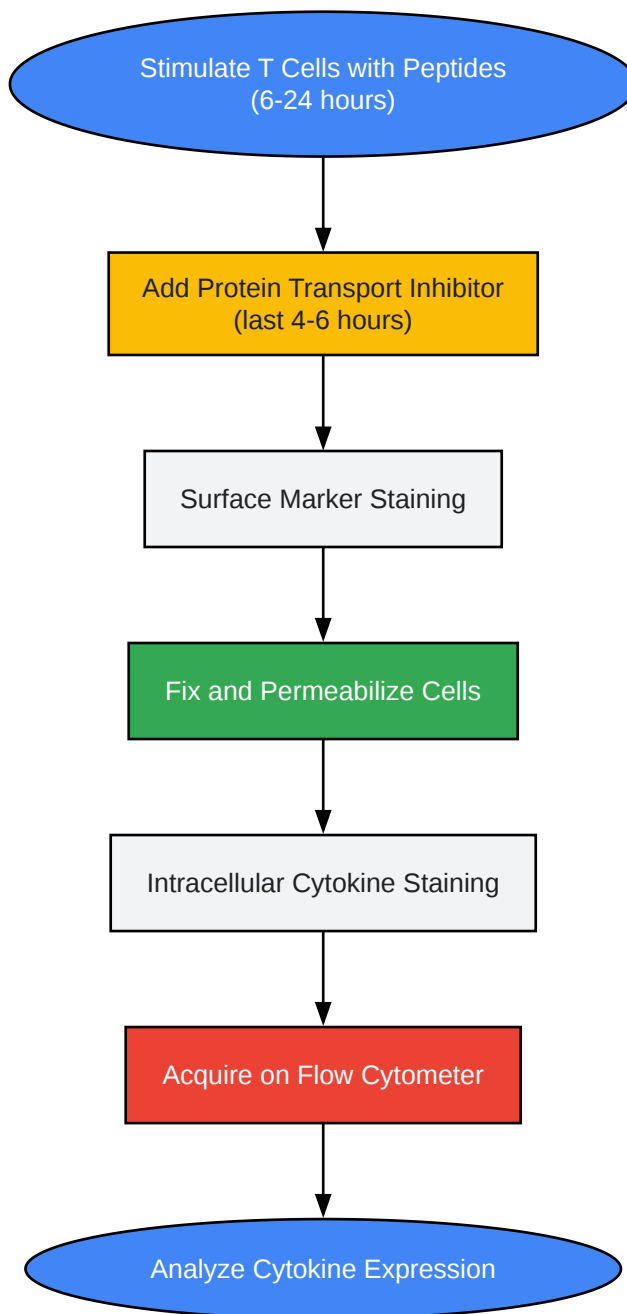 Stimulate T Cells with Peptides
(6-24 hours)
Add Protein Transport Inhibitor
(last 4-6 hours)
Surface Marker Staining
Fix and Permeabilize Cells
Intracellular Cytokine Staining
Acquire on Flow Cytometer
Analyze Cytokine Expression